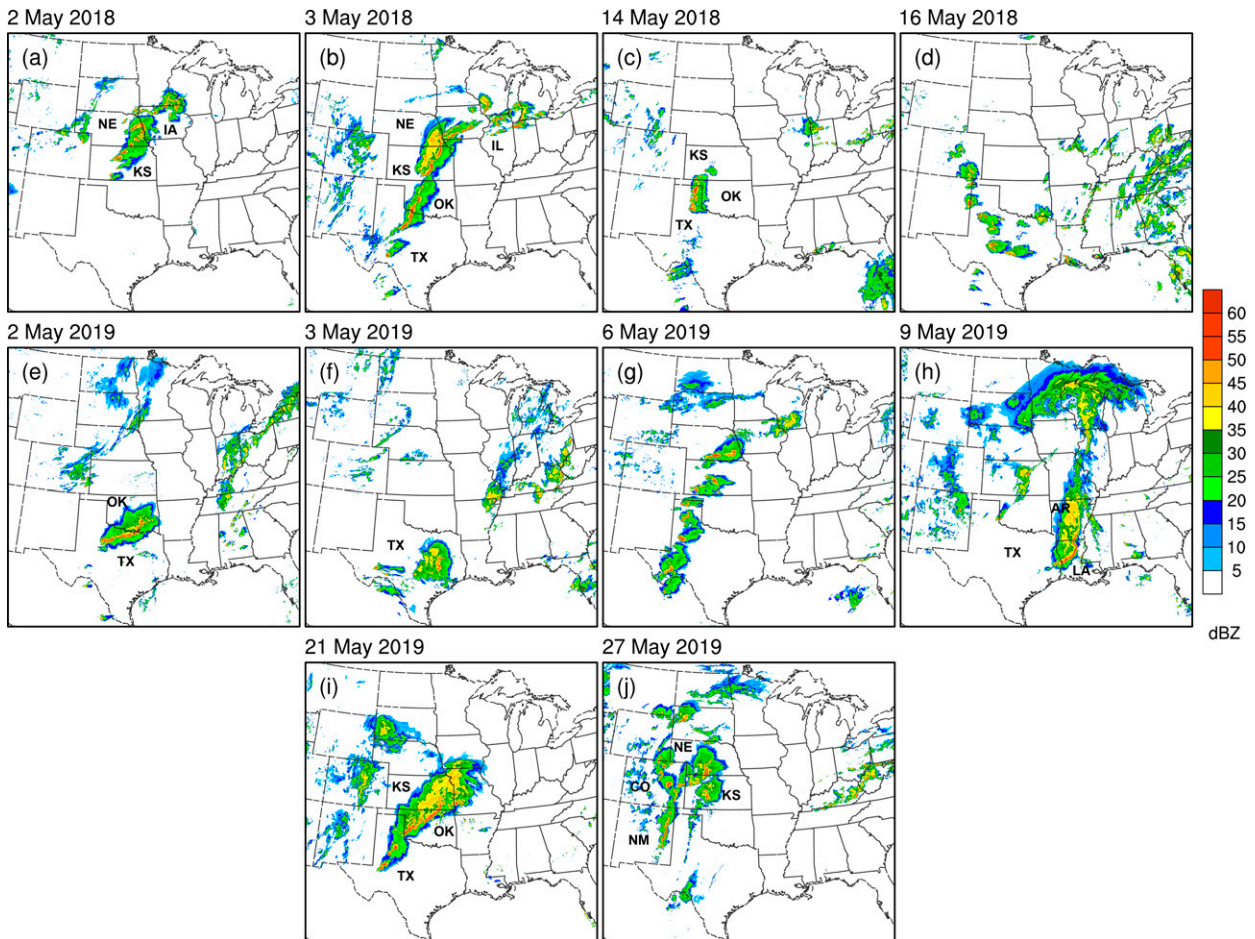 2 May 2018
3 May 2018
14 May 2018
16 May 2018
(a)
NE
IA
KS
(b)
NE
IL
KS
OK
TX
(c)
KS
OK
TX
(d)
2 May 2019
3 May 2019
6 May 2019
9 May 2019
(e)
OK
TX
(f)
TX
(g)
(h)
AR
TX
LA
60
55
50
45
40
35
30
25
20
15
10
5
dBZ
21 May 2019
27 May 2019
(i)
KS
OK
TX
(j)
NE
CO
KS
NM